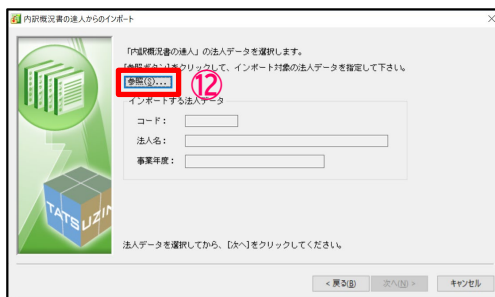 内訳概況書の達人からのインポート
「内訳概況書の達人」の法人データを選択します。
[参照ボタン]をクリックして、インポート対象の法人データを指定して下さい。
参照(S)...
⑫
インポートする法人データ
コード：
法人名：
事業年度：
TATSUZIN
法人データを選択してから、[次へ]をクリックしてください。
< 戻る(B)
次へ(N) >
キャンセル